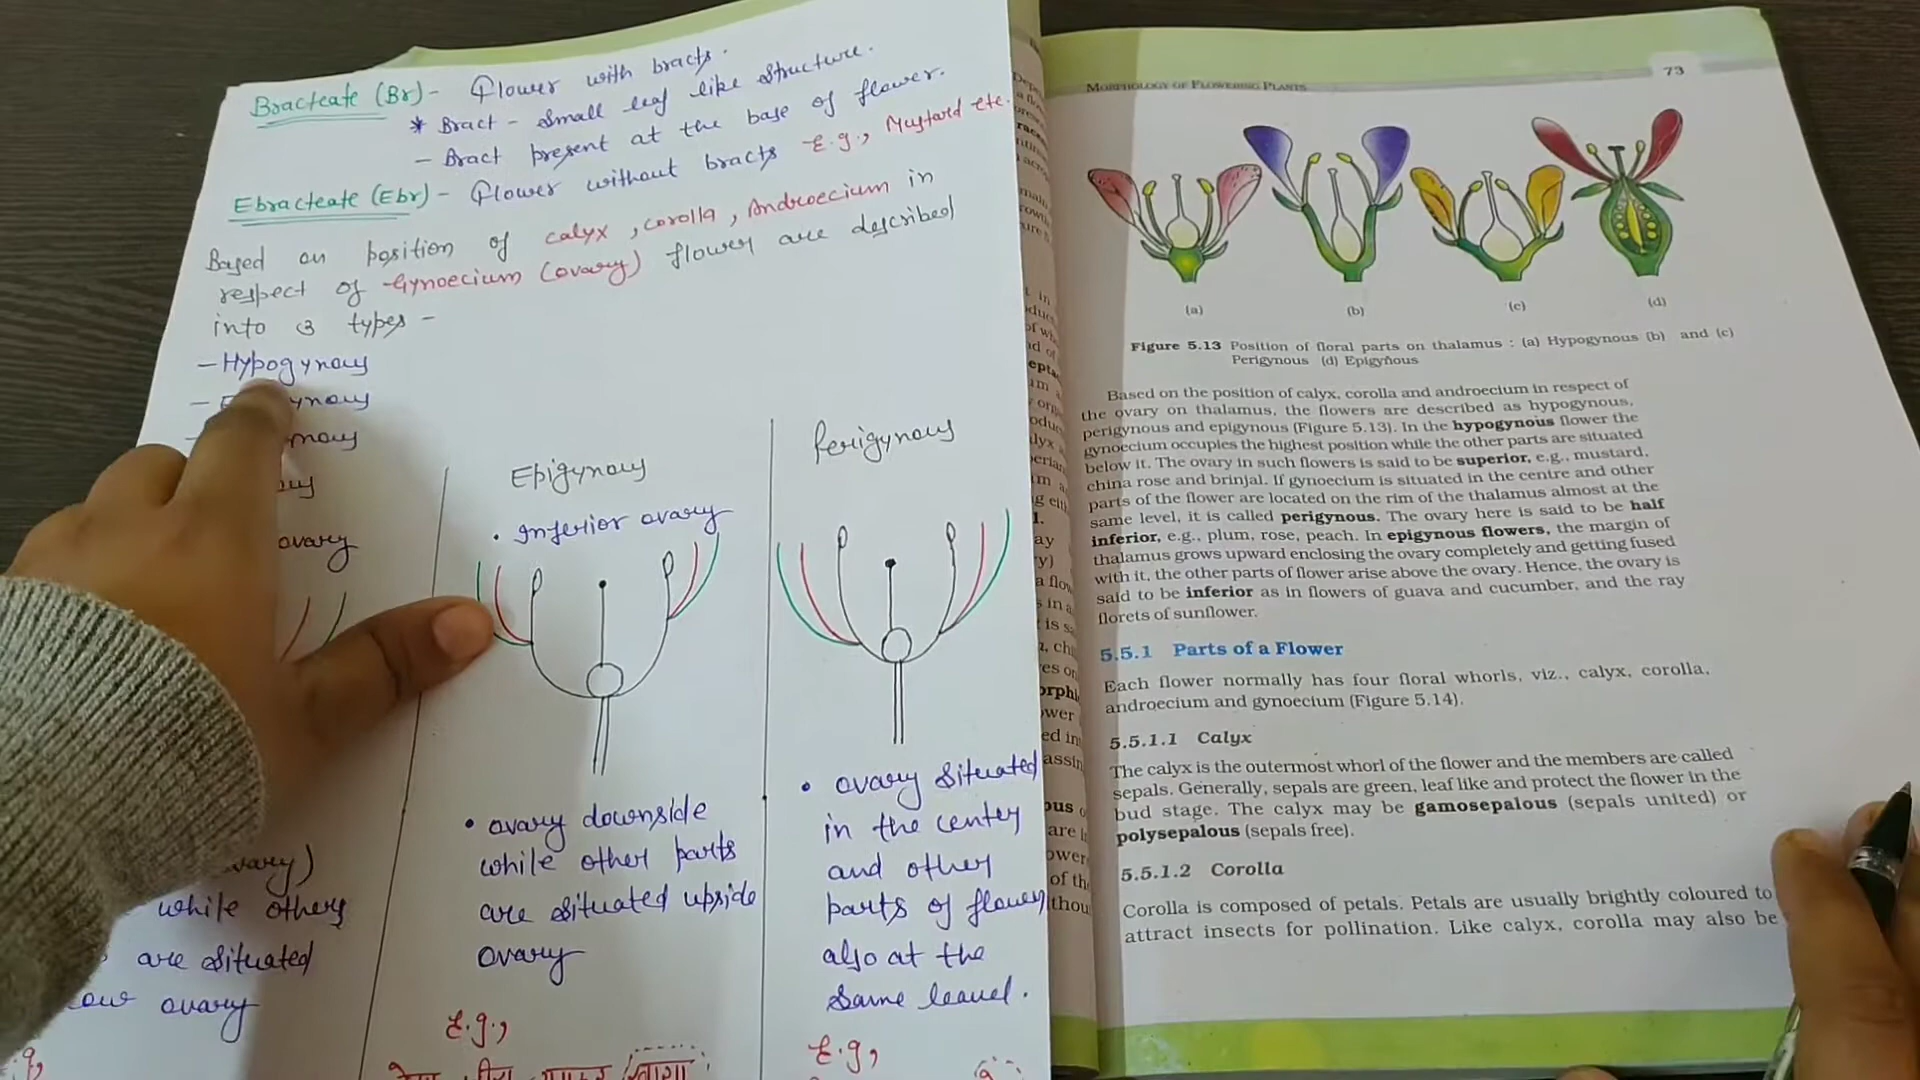 Bracteate (Br) - Flower with bracts.
* Bract - Small leaf like structure.
- Bract present at the base of flower.
Ebracteate (Ebr) - Flower without bracts E.g., Mustard etc.
Based on position of calyx, corolla, Androecium in
respect of Gynoecium (ovary) flower are described
into 3 types -
- Hypogynous
ynous
nous
ovary
vary)
while others
are situated
ovary
Epigynous
• Inferior ovary
• ovary downside
while other parts
are situated upside
ovary
E.g.,
Perigynous
• ovary situated
in the center
and other
parts of flower
also at the
Same leavel.
E.g,
MORPHOLOGY OF FLOWERING PLANTS
73
(a)
(b)
(c)
(d)
Figure 5.13 Position of floral parts on thalamus : (a) Hypogynous (b) and (c)
Perigynous (d) Epigynous
Based on the position of calyx, corolla and androecium in respect of
the ovary on thalamus, the flowers are described as hypogynous,
perigynous and epigynous (Figure 5.13). In the hypogynous flower the
gynoecium occupies the highest position while the other parts are situated
below it. The ovary in such flowers is said to be superior, e.g., mustard,
china rose and brinjal. If gynoecium is situated in the centre and other
parts of the flower are located on the rim of the thalamus almost at the
same level, it is called perigynous. The ovary here is said to be half
inferior, e.g., plum, rose, peach. In epigynous flowers, the margin of
thalamus grows upward enclosing the ovary completely and getting fused
with it, the other parts of flower arise above the ovary. Hence, the ovary is
said to be inferior as in flowers of guava and cucumber, and the ray
florets of sunflower.
5.5.1 Parts of a Flower
Each flower normally has four floral whorls, viz., calyx, corolla,
androecium and gynoecium (Figure 5.14).
5.5.1.1 Calyx
The calyx is the outermost whorl of the flower and the members are called
sepals. Generally, sepals are green, leaf like and protect the flower in the
bud stage. The calyx may be gamosepalous (sepals united) or
polysepalous (sepals free).
5.5.1.2 Corolla
Corolla is composed of petals. Petals are usually brightly coloured to
attract insects for pollination. Like calyx, corolla may also be